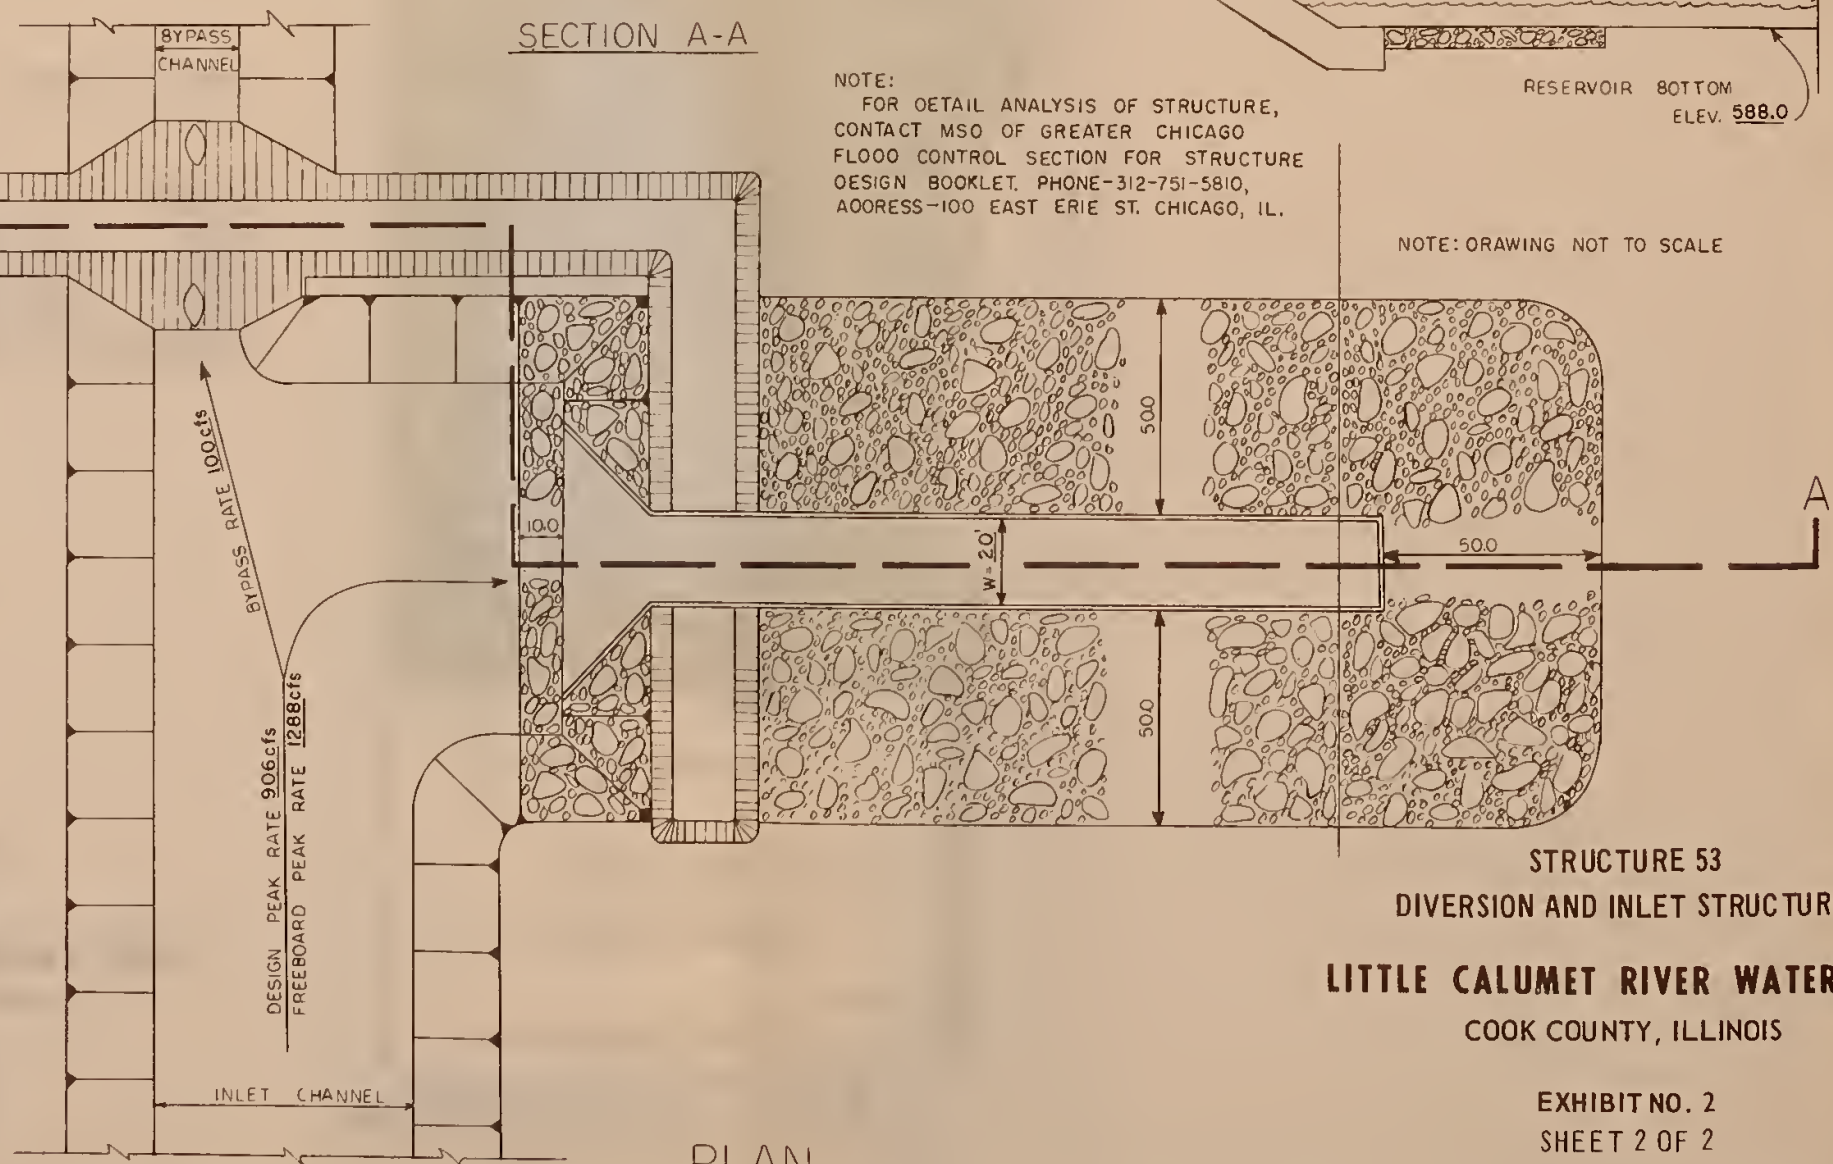 BYPASS
CHANNEL
SECTION A-A
NOTE:
FOR OETAIL ANALYSIS OF STRUCTURE,
CONTACT MSO OF GREATER CHICAGO
FLOOO CONTROL SECTION FOR STRUCTURE
OESIGN BOOKLET. PHONE-312-751-5810,
AOORESS-100 EAST ERIE ST. CHICAGO, IL.
RESERVOIR BOTTOM
ELEV. 588.0
NOTE: ORAWING NOT TO SCALE
BYPASS RATE 100cfs
DESIGN PEAK RATE 906cfs
FREEBOARD PEAK RATE 1288cfs
10.0
W=20'
50.0
50.0
50.0
A
INLET CHANNEL
PLAN
STRUCTURE 53
DIVERSION AND INLET STRUCTUR
LITTLE CALUMET RIVER WATER
COOK COUNTY, ILLINOIS
EXHIBIT NO. 2
SHEET 2 OF 2